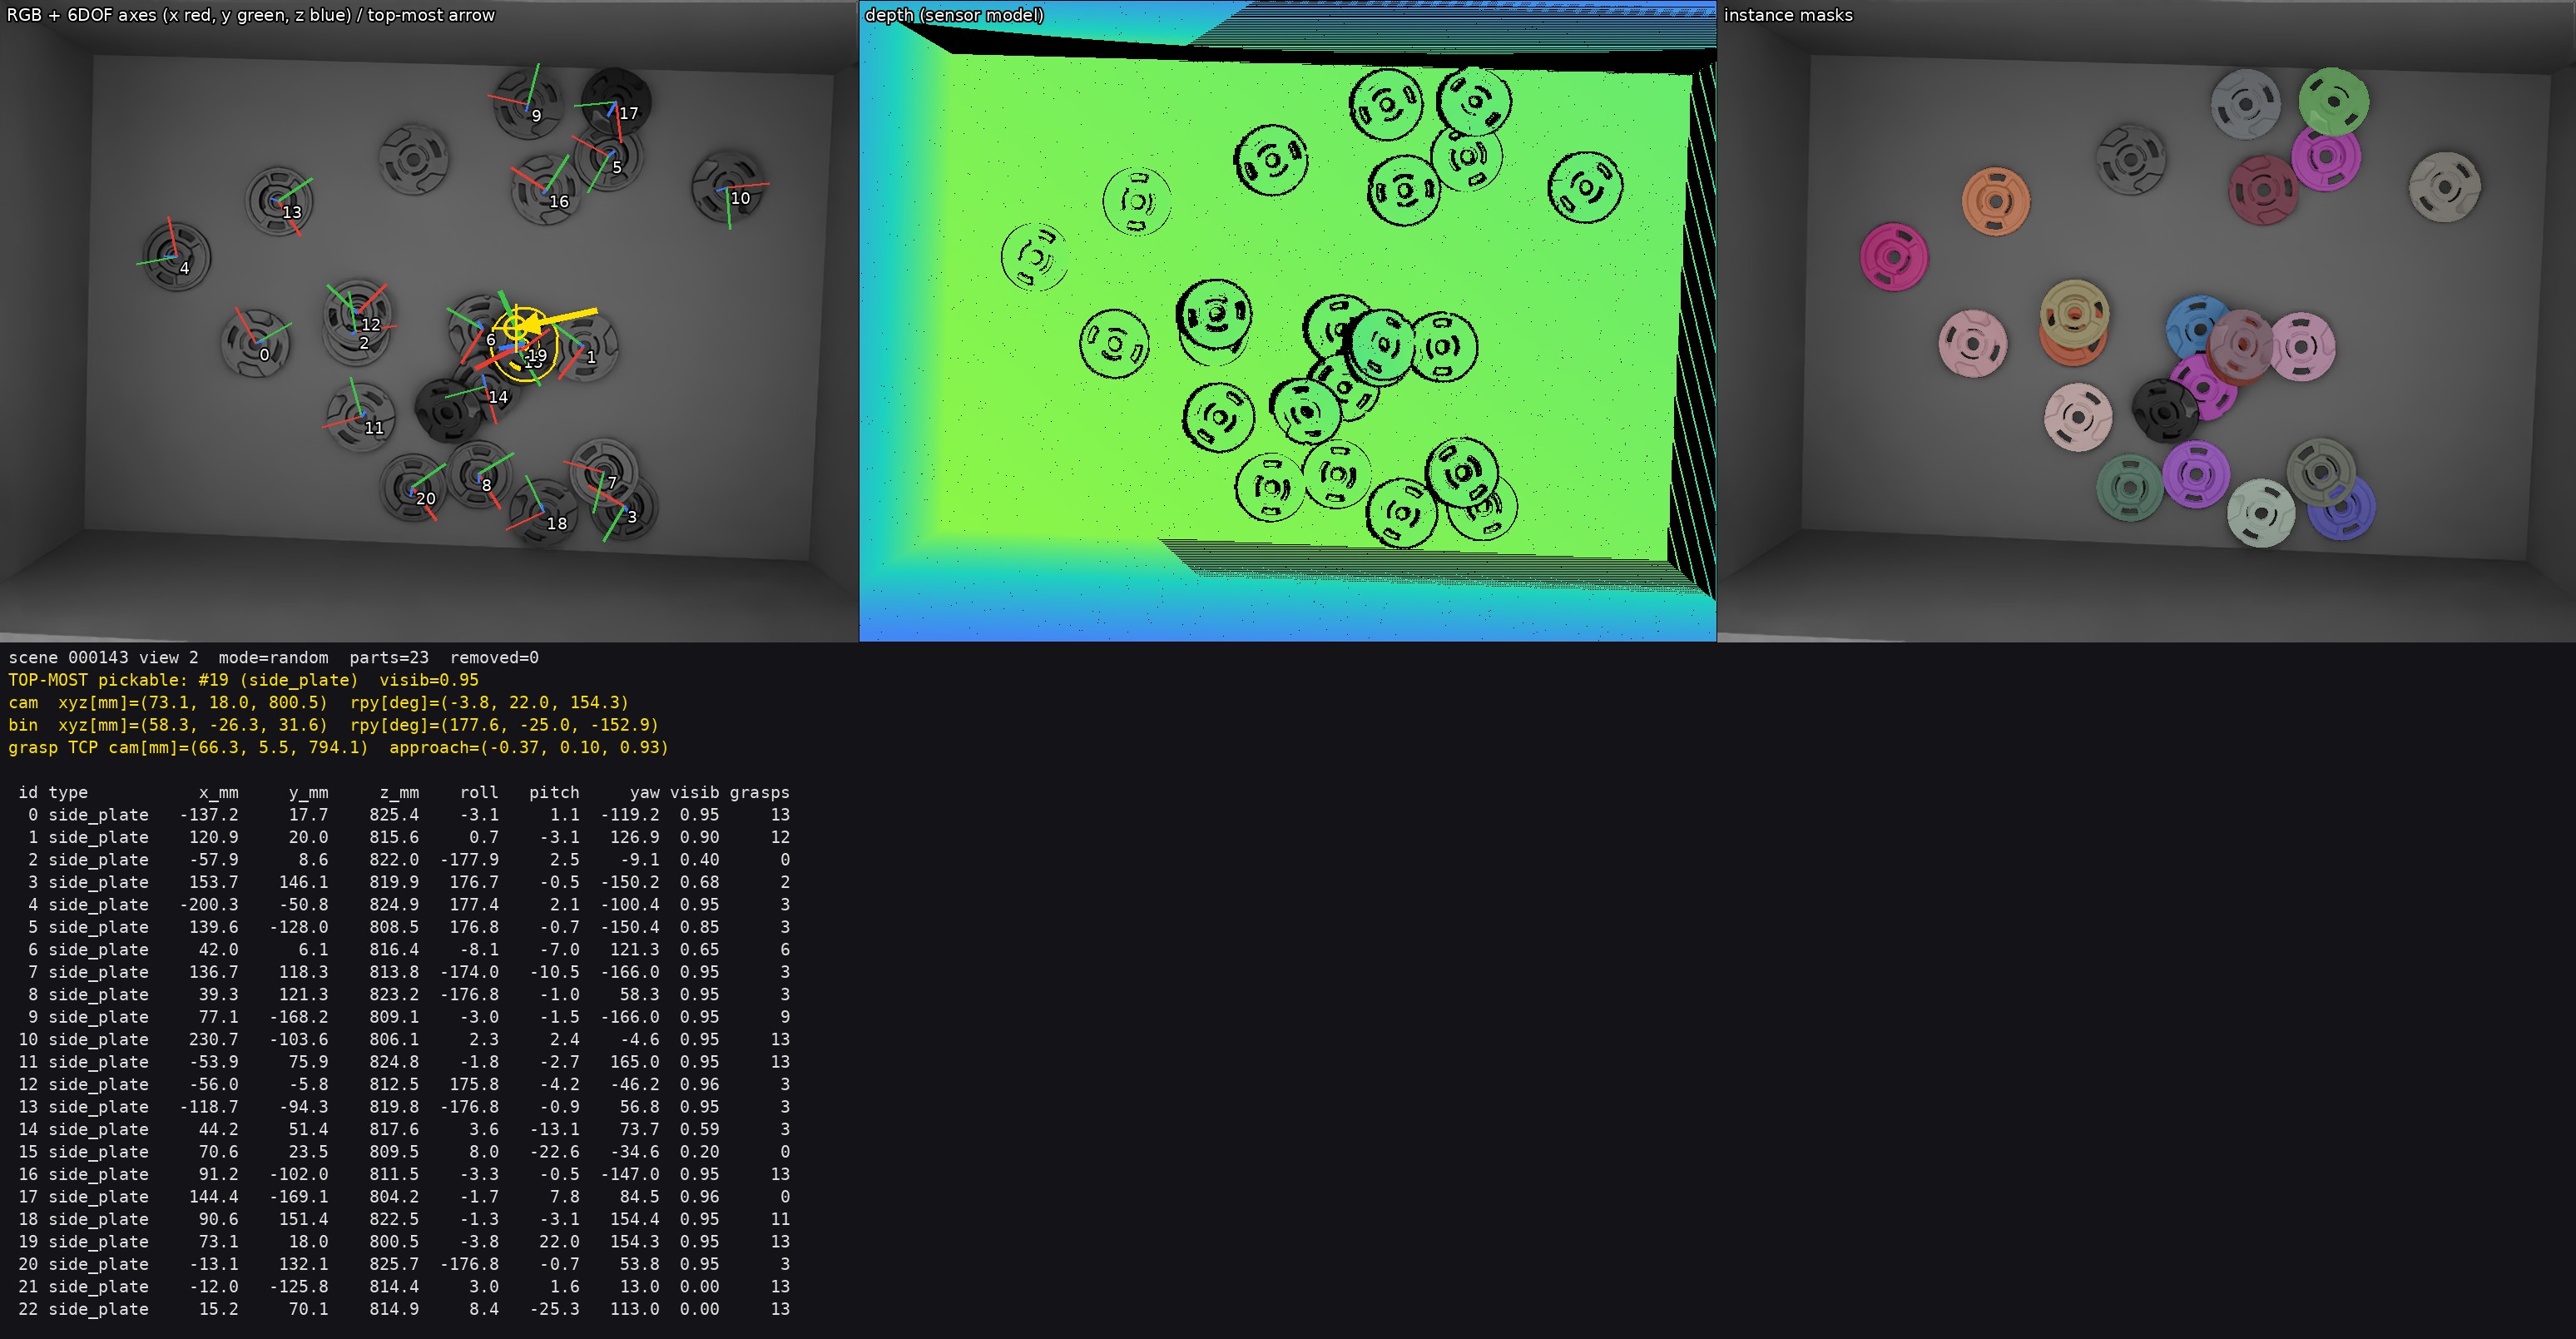 RGB + 6DOF axes (x red, y green, z blue) / top-most arrow
depth (sensor model)
instance masks
9
17
5
16
10
13
4
12
2
0
6
19
1
14
11
20
8
7
18
3
scene 000143 view 2 mode=random parts=23 removed=0
TOP-MOST pickable: #19 (side_plate) visib=0.95
cam xyz[mm]=(73.1, 18.0, 800.5) rpy[deg]=(-3.8, 22.0, 154.3)
bin xyz[mm]=(58.3, -26.3, 31.6) rpy[deg]=(177.6, -25.0, -152.9)
grasp TCP cam[mm]=(66.3, 5.5, 794.1) approach=(-0.37, 0.10, 0.93)
id type x_mm y_mm z_mm roll pitch yaw visib grasps
0 side_plate -137.2 17.7 825.4 -3.1 1.1 -119.2 0.95 13
1 side_plate 120.9 20.0 815.6 0.7 -3.1 126.9 0.90 12
2 side_plate -57.9 8.6 822.0 -177.9 2.5 -9.1 0.40 0
3 side_plate 153.7 146.1 819.9 176.7 -0.5 -150.2 0.68 2
4 side_plate -200.3 -50.8 824.9 177.4 2.1 -100.4 0.95 3
5 side_plate 139.6 -128.0 808.5 176.8 -0.7 -150.4 0.85 3
6 side_plate 42.0 6.1 816.4 -8.1 -7.0 121.3 0.65 6
7 side_plate 136.7 118.3 813.8 -174.0 -10.5 -166.0 0.95 3
8 side_plate 39.3 121.3 823.2 -176.8 -1.0 58.3 0.95 3
9 side_plate 77.1 -168.2 809.1 -3.0 -1.5 -166.0 0.95 9
10 side_plate 230.7 -103.6 806.1 2.3 2.4 -4.6 0.95 13
11 side_plate -53.9 75.9 824.8 -1.8 -2.7 165.0 0.95 13
12 side_plate -56.0 -5.8 812.5 175.8 -4.2 -46.2 0.96 3
13 side_plate -118.7 -94.3 819.8 -176.8 -0.9 56.8 0.95 3
14 side_plate 44.2 51.4 817.6 3.6 -13.1 73.7 0.59 3
15 side_plate 70.6 23.5 809.5 8.0 -22.6 -34.6 0.20 0
16 side_plate 91.2 -102.0 811.5 -3.3 -0.5 -147.0 0.95 13
17 side_plate 144.4 -169.1 804.2 -1.7 7.8 84.5 0.96 0
18 side_plate 90.6 151.4 822.5 -1.3 -3.1 154.4 0.95 11
19 side_plate 73.1 18.0 800.5 -3.8 22.0 154.3 0.95 13
20 side_plate -13.1 132.1 825.7 -176.8 -0.7 53.8 0.95 3
21 side_plate -12.0 -125.8 814.4 3.0 1.6 13.0 0.00 13
22 side_plate 15.2 70.1 814.9 8.4 -25.3 113.0 0.00 13